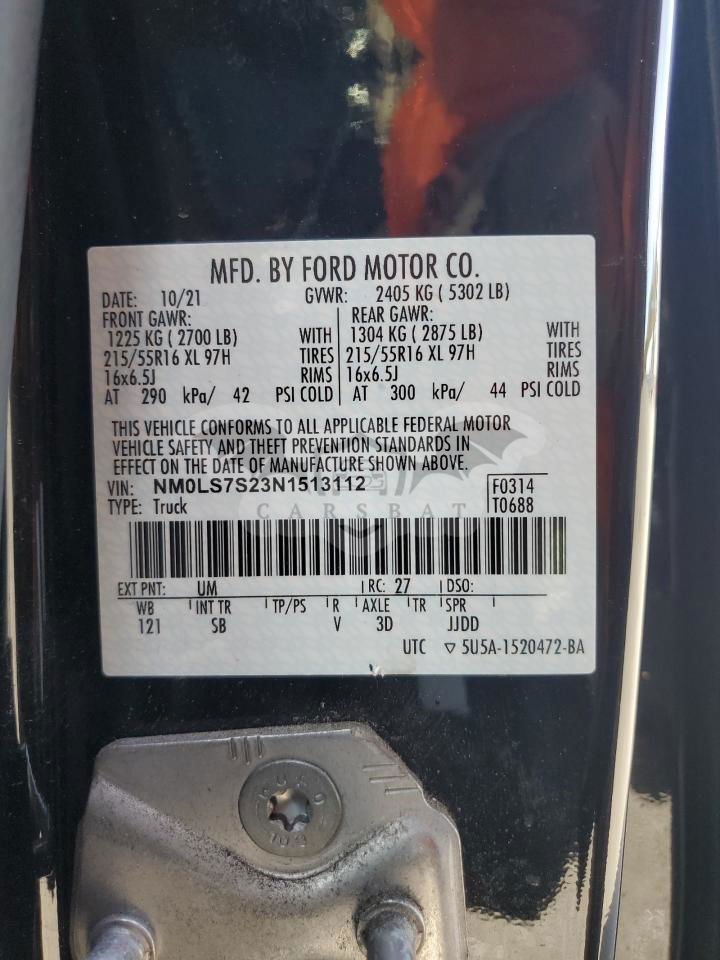 MFD. BY FORD MOTOR CO.
DATE: 10/21 GVWR: 2405 KG ( 5302 LB)
FRONT GAWR: REAR GAWR:
1225 KG ( 2700 LB) WITH 1304 KG ( 2875 LB) WITH
215/55R16 XL 97H TIRES 215/55R16 XL 97H TIRES
16x6.5J RIMS 16x6.5J RIMS
AT 290 kPa/ 42 PSI COLD AT 300 kPa/ 44 PSI COLD
THIS VEHICLE CONFORMS TO ALL APPLICABLE FEDERAL MOTOR
VEHICLE SAFETY AND THEFT PREVENTION STANDARDS IN
EFFECT ON THE DATE OF MANUFACTURE SHOWN ABOVE.
VIN: NM0LS7S23N1513112 F0314
TYPE: Truck T0688
CARSBAT
EXT PNT: UM RC: 27 DSO:
WB INT TR TP/PS R AXLE TR SPR
121 SB V 3D JJDD
UTC ▽ 5U5A-1520472-BA